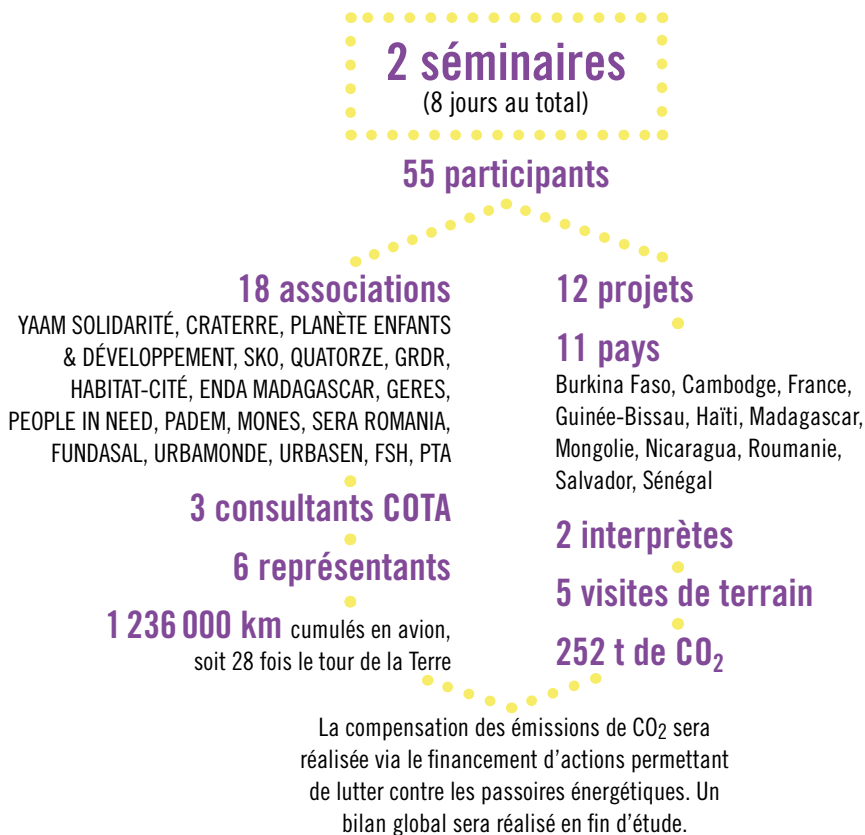 2 séminaires
(8 jours au total)
55 participants
18 associations
YAAM SOLIDARITÉ, CRATERRE, PLANÈTE ENFANTS
& DÉVELOPPEMENT, SKO, QUATORZE, GRDR,
HABITAT-CITÉ, ENDA MADAGASCAR, GERES,
PEOPLE IN NEED, PADEM, MONES, SERA ROMANIA,
FUNDASAL, URBAMONDE, URBASEN, FSH, PTA
3 consultants COTA
6 représentants
1 236 000 km cumulés en avion,
soit 28 fois le tour de la Terre
12 projets
11 pays
Burkina Faso, Cambodge, France,
Guinée-Bissau, Haïti, Madagascar,
Mongolie, Nicaragua, Roumanie,
Salvador, Sénégal
2 interprètes
5 visites de terrain
252 t de CO₂
La compensation des émissions de CO₂ sera
réalisée via le financement d'actions permettant
de lutter contre les passoires énergétiques. Un
bilan global sera réalisé en fin d'étude.